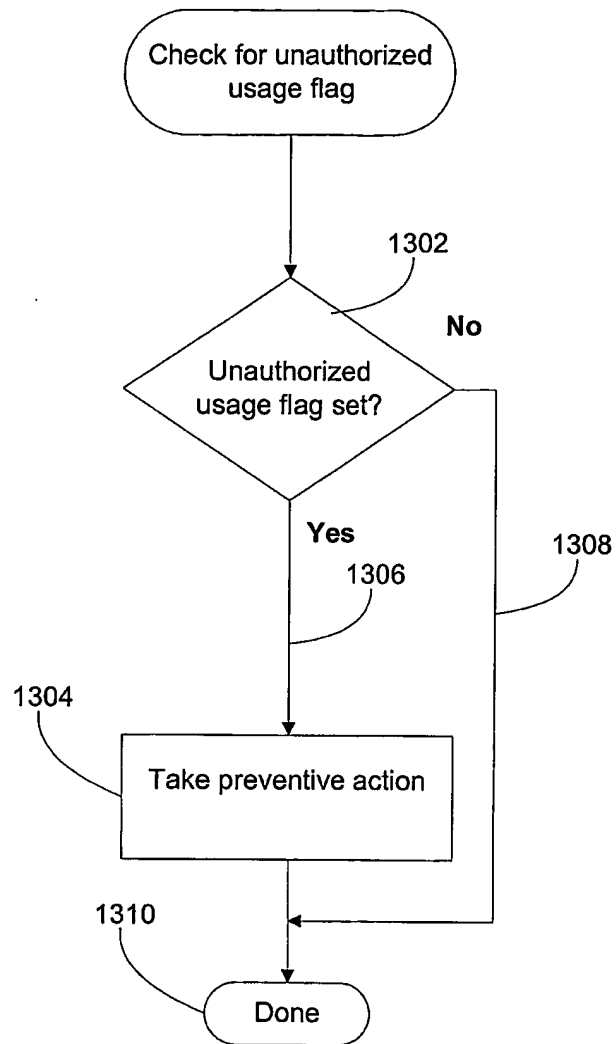 Check for unauthorized
usage flag
1302
No
Unauthorized
usage flag set?
Yes
1308
1306
1304
Take preventive action
1310
Done